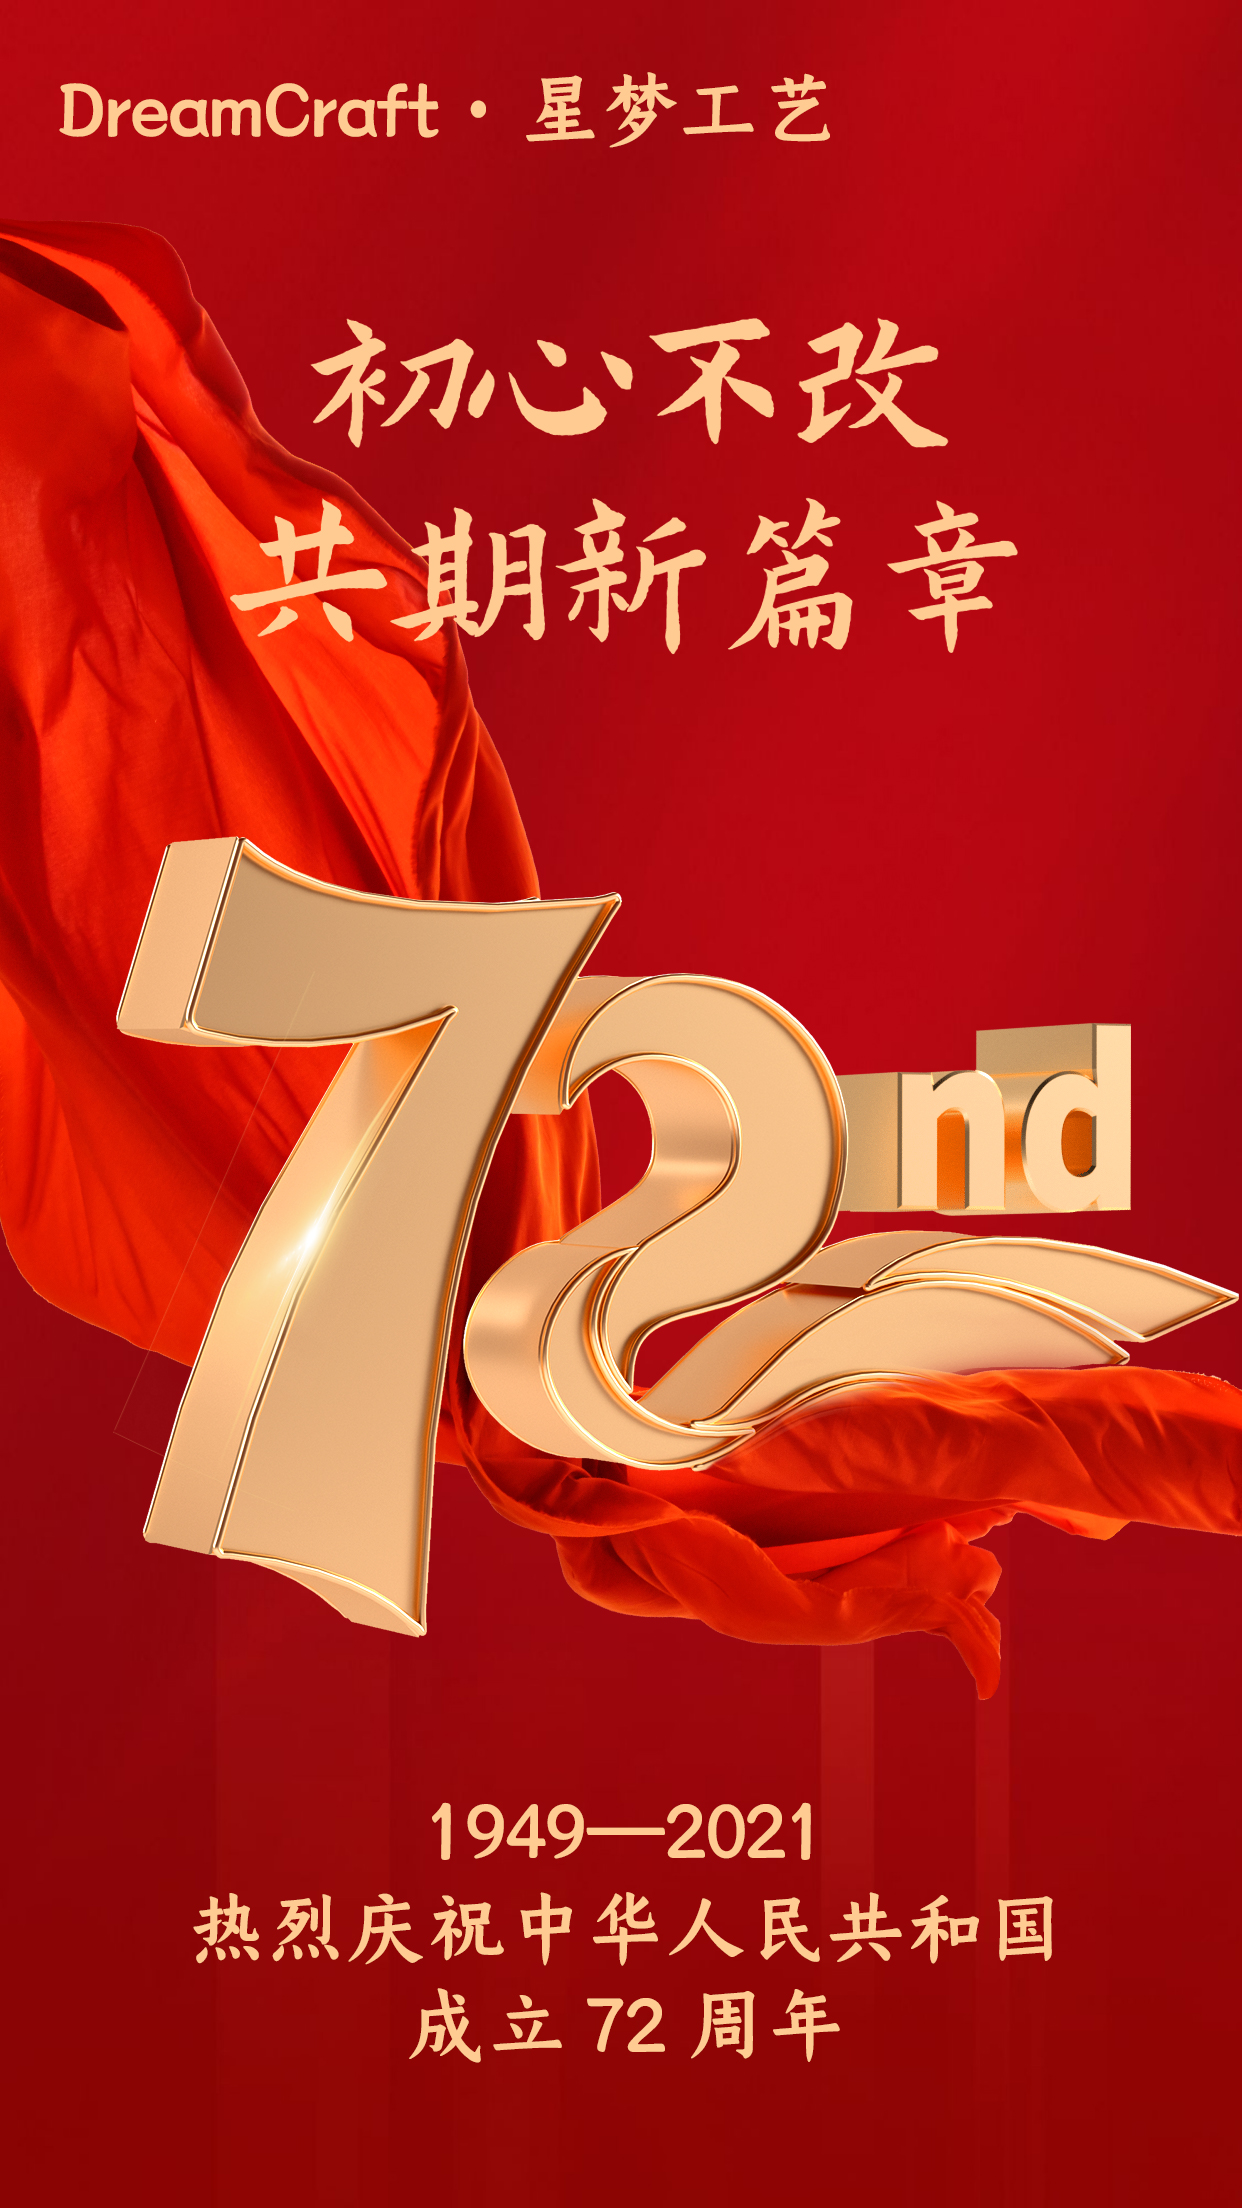 DreamCraft · 星梦工艺
初心不改
共期新篇章
72nd
1949—2021
热烈庆祝中华人民共和国
成立 72 周年